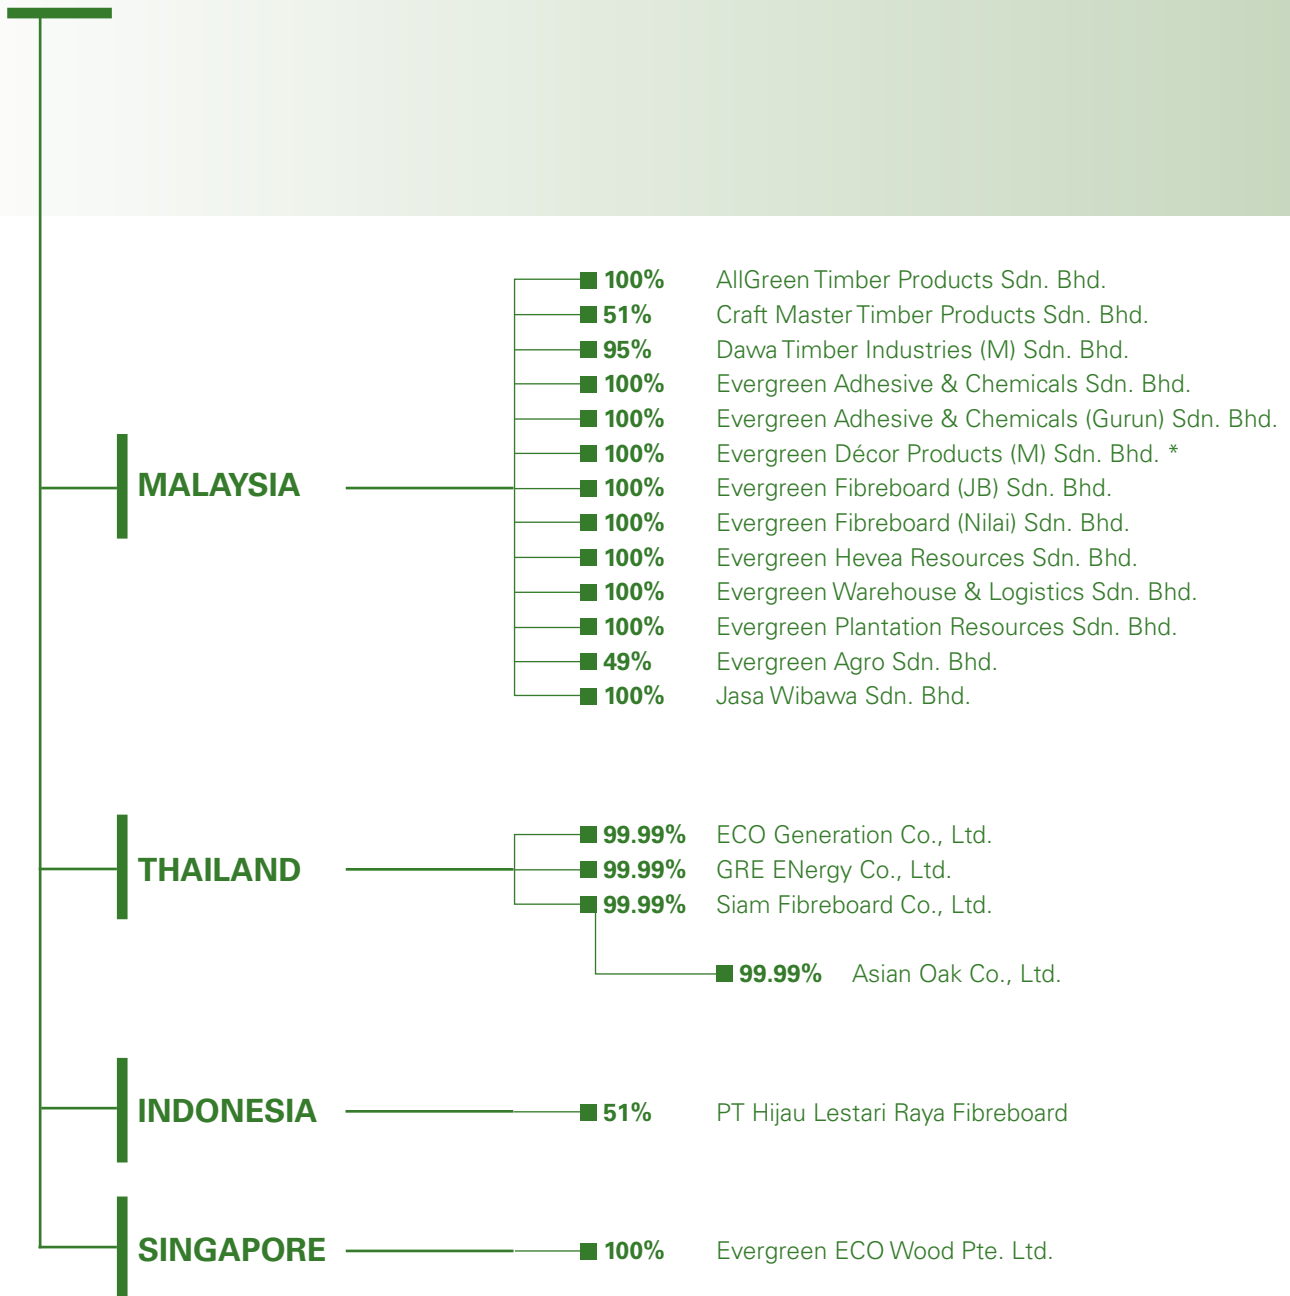 100% AllGreen Timber Products Sdn. Bhd.
51% Craft Master Timber Products Sdn. Bhd.
95% Dawa Timber Industries (M) Sdn. Bhd.
100% Evergreen Adhesive & Chemicals Sdn. Bhd.
100% Evergreen Adhesive & Chemicals (Gurun) Sdn. Bhd.
100% Evergreen Décor Products (M) Sdn. Bhd. *
MALAYSIA
100% Evergreen Fibreboard (JB) Sdn. Bhd.
100% Evergreen Fibreboard (Nilai) Sdn. Bhd.
100% Evergreen Hevea Resources Sdn. Bhd.
100% Evergreen Warehouse & Logistics Sdn. Bhd.
100% Evergreen Plantation Resources Sdn. Bhd.
49% Evergreen Agro Sdn. Bhd.
100% Jasa Wibawa Sdn. Bhd.
99.99% ECO Generation Co., Ltd.
THAILAND
99.99% GRE ENergy Co., Ltd.
99.99% Siam Fibreboard Co., Ltd.
99.99% Asian Oak Co., Ltd.
INDONESIA
51% PT Hijau Lestari Raya Fibreboard
SINGAPORE
100% Evergreen ECO Wood Pte. Ltd.